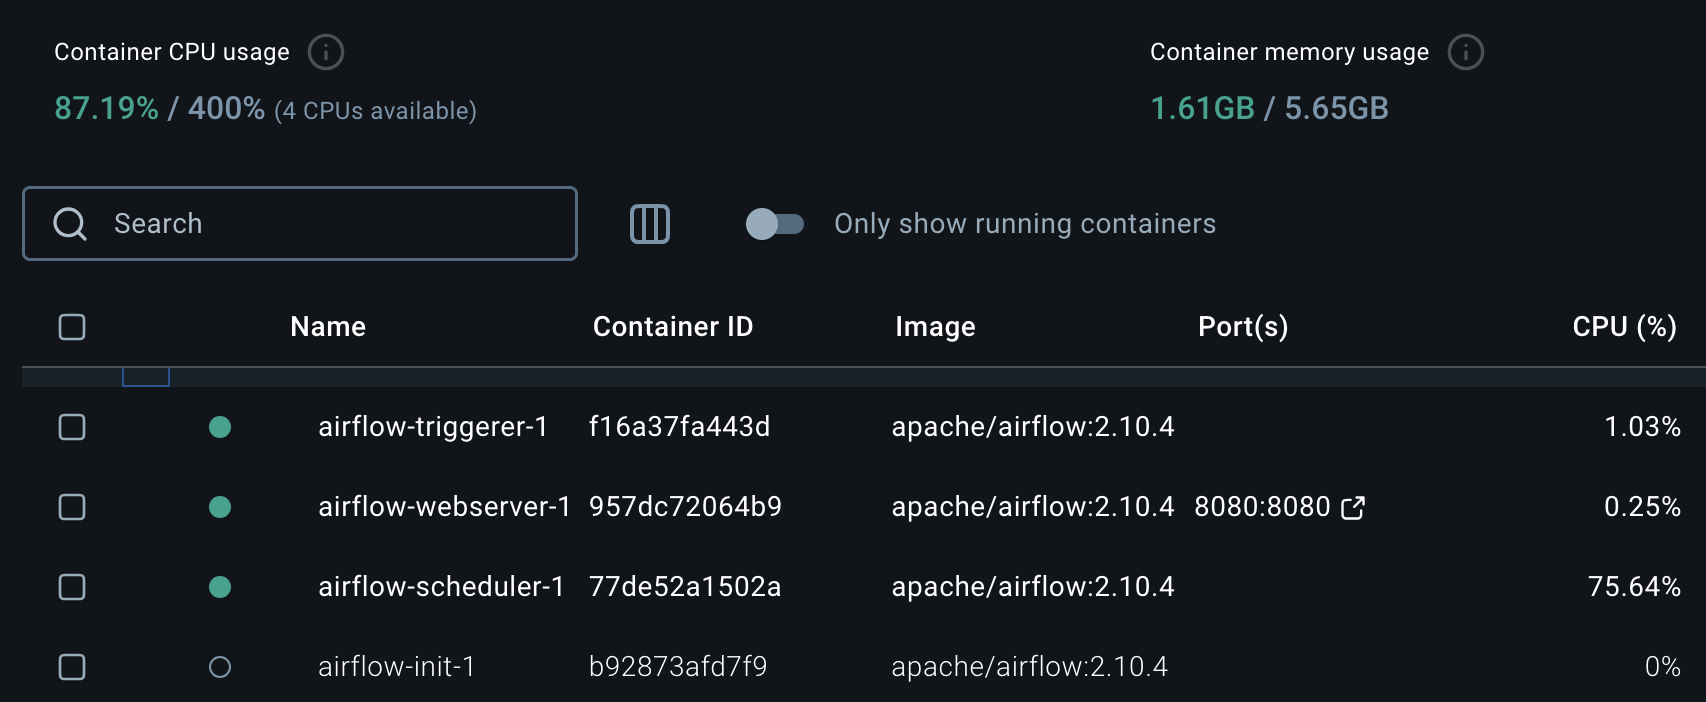 Container CPU usage
87.19% / 400% (4 CPUs available)
Container memory usage
1.61GB / 5.65GB
Search
Only show running containers
Name Container ID Image Port(s) CPU (%)
airflow-triggerer-1 f16a37fa443d apache/airflow:2.10.4 1.03%
airflow-webserver-1 957dc72064b9 apache/airflow:2.10.4 8080:8080 0.25%
airflow-scheduler-1 77de52a1502a apache/airflow:2.10.4 75.64%
airflow-init-1 b92873afd7f9 apache/airflow:2.10.4 0%